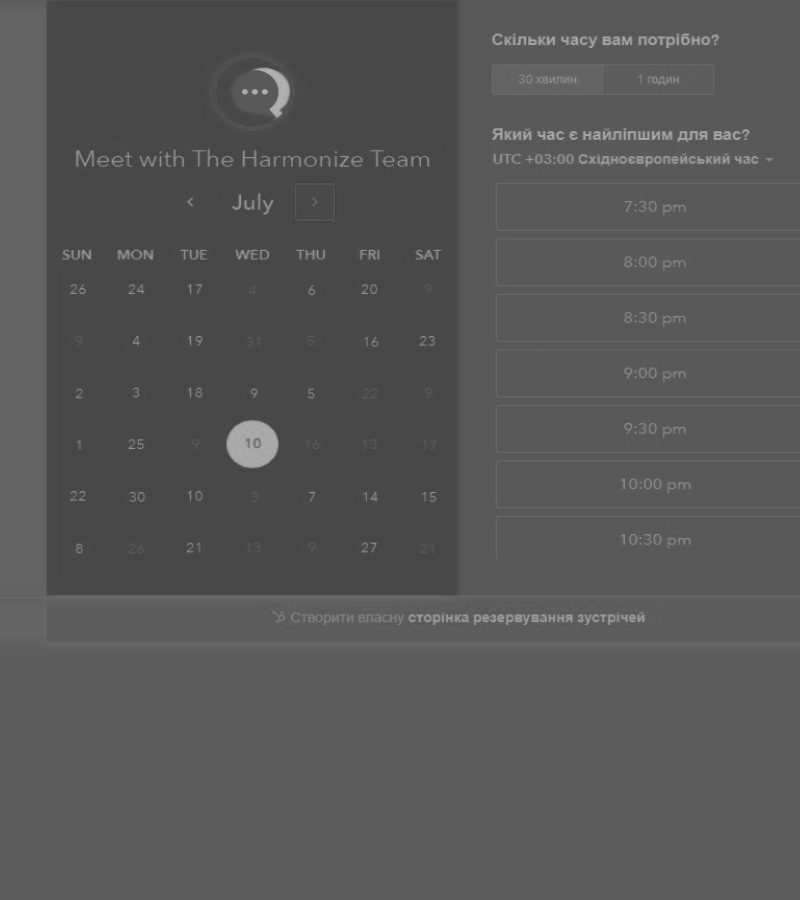 Meet with The Harmonize Team
July
SUN MON TUE WED THU FRI SAT
26 24 17 4 6 20 9
9 4 19 31 5 16 23
2 3 18 9 5 22 9
1 25 9 10 16 13 17
22 30 10 3 7 14 15
8 26 21 13 9 27 21
Скільки часу вам потрібно?
30 хвилин 1 годин
Який час є найліпшим для вас?
UTC +03:00 Східноєвропейський час
7:30 pm
8:00 pm
8:30 pm
9:00 pm
9:30 pm
10:00 pm
10:30 pm
Створити власну сторінка резервування зустрічей